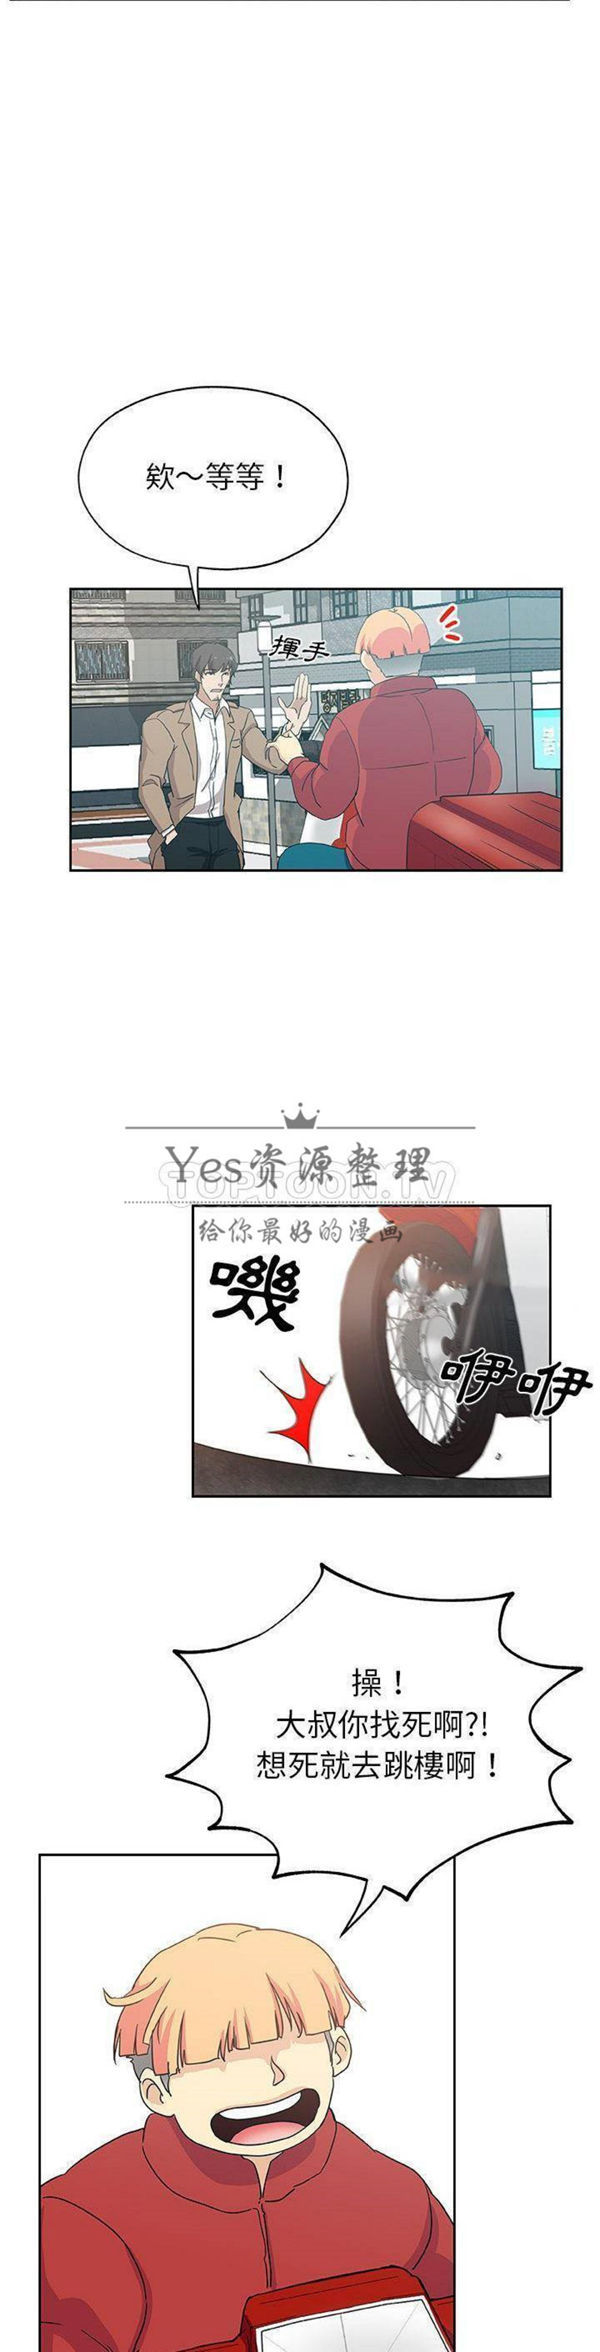 欸～等等！
揮手
Yes资源整理
TOPTOON.TV
给你最好的漫画
嘰
咿咿
操！
大叔你找死啊?!
想死就去跳樓啊！